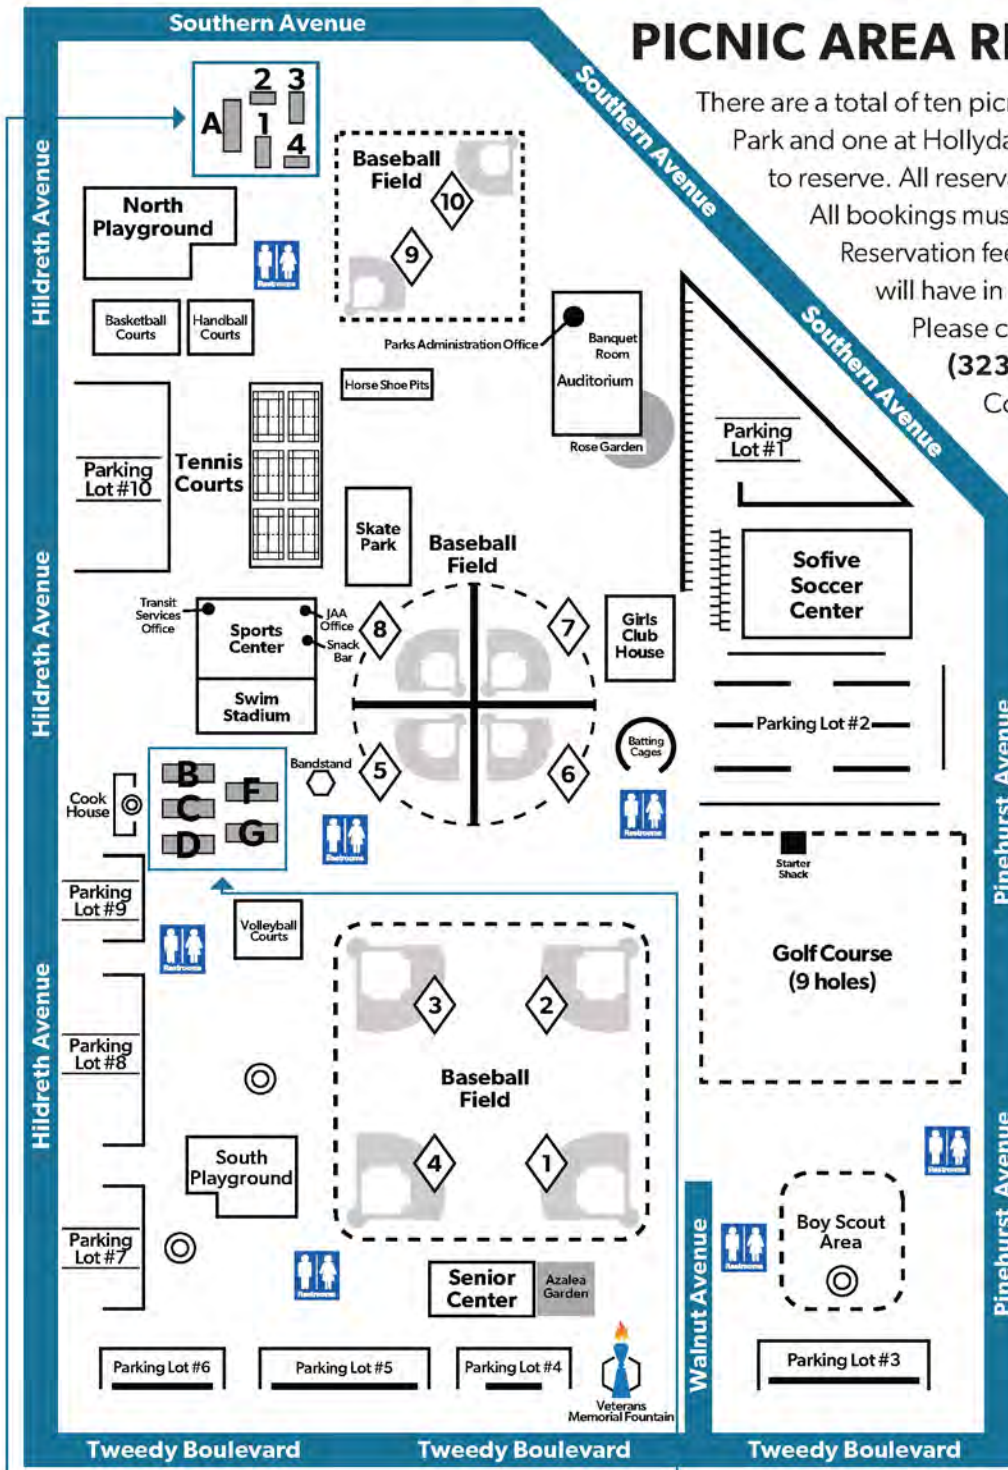 Southern Avenue
PICNIC AREA
There are a total of ten
Park and one at
to reserve. All
All bookings
Reservation
will have in
Please
(323
Southern Avenue
Southern Avenue
Hildreth Avenue
A
2
3
1
4
North
Playground
Restrooms
Baseball
Field
10
9
Basketball
Courts
Handball
Courts
Parks Administration Office
Banquet
Room
Auditorium
Rose Garden
Horse Shoe Pits
Parking
Lot #1
Parking
Lot #10
Tennis
Courts
Skate
Park
Baseball
Field
Sofive
Soccer
Center
Hildreth Avenue
Transit
Services
Office
Sports
Center
JAA
Office
Snack
Bar
Swim
Stadium
8
7
5
6
Girls
Club
House
Batting
Cages
Parking Lot #2
Pinehurst Avenue
Cook
House
B
C
D
F
G
Bandstand
Restrooms
Restrooms
Starter
Shack
Golf Course
(9 holes)
Parking
Lot #9
Restrooms
Volleyball
Courts
Hildreth Avenue
Parking
Lot #8
3
2
Baseball
Field
4
1
South
Playground
Parking
Lot #7
Restrooms
Senior
Center
Azalea
Garden
Walnut Avenue
Restrooms
Boy Scout
Area
Restrooms
Pinehurst Avenue
Parking Lot #6
Parking Lot #5
Parking Lot #4
Veterans
Memorial Fountain
Parking Lot #3
Tweedy Boulevard
Tweedy Boulevard
Tweedy Boulevard